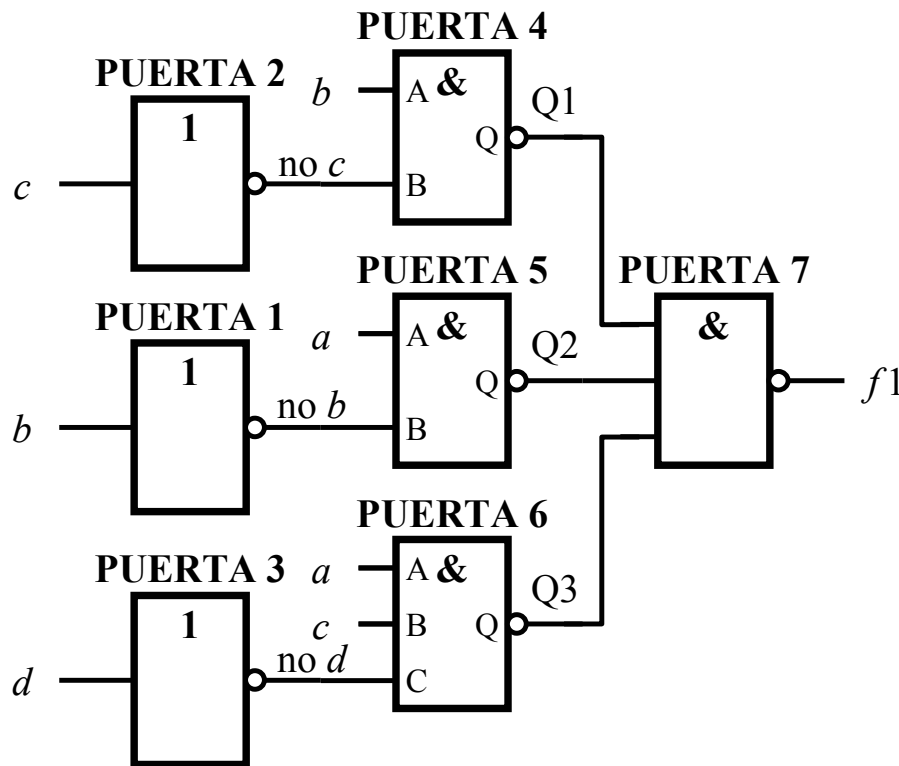 PUERTA 4
PUERTA 2
b
A
&
Q1
1
Q
c
no c
B
PUERTA 5
PUERTA 7
PUERTA 1
a
A
&
&
1
Q2
Q
f1
b
no b
B
PUERTA 6
PUERTA 3
a
A
&
Q3
1
c
B
Q
d
no d
C